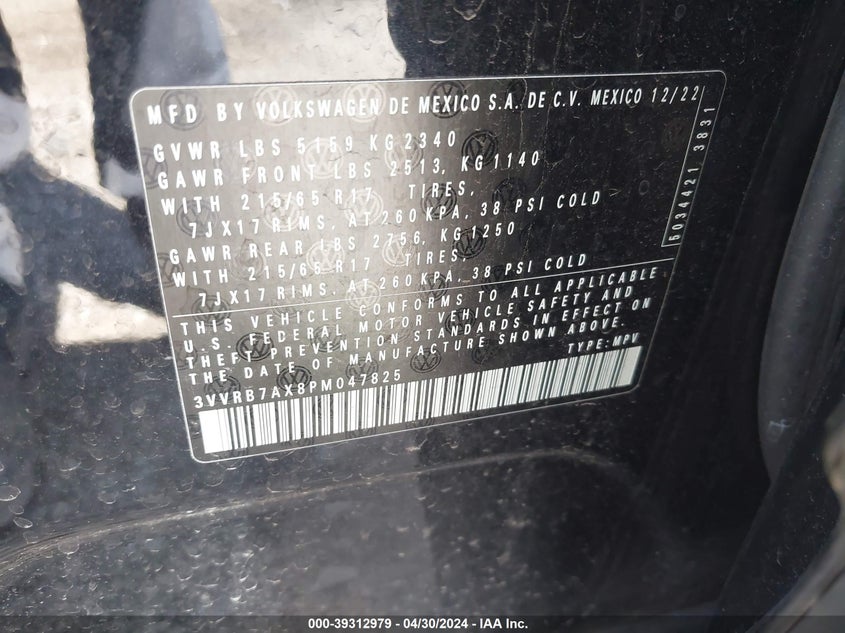 MFD BY VOLKSWAGEN DE MEXICO S.A. DE C.V. MEXICO 12/22
GVWR LBS 5159 KG 2340
GAWR FRONT LBS 2513, KG 1140
WITH 215/65 R17 TIRES,
7JX17 RIMS, AT 260 KPA, 38 PSI COLD
GAWR REAR LBS 2756, KG 1250
WITH 215/65 R17 TIRES,
7JX17 RIMS, AT 260 KPA, 38 PSI COLD
5034421 3831
THIS VEHICLE CONFORMS TO ALL APPLICABLE
U.S. FEDERAL MOTOR VEHICLE SAFETY AND
THEFT PREVENTION STANDARDS IN EFFECT ON
THE DATE OF MANUFACTURE SHOWN ABOVE.
3VVRB7AX8PM047825 TYPE: MPV
000-39312979 - 04/30/2024 - IAA Inc.